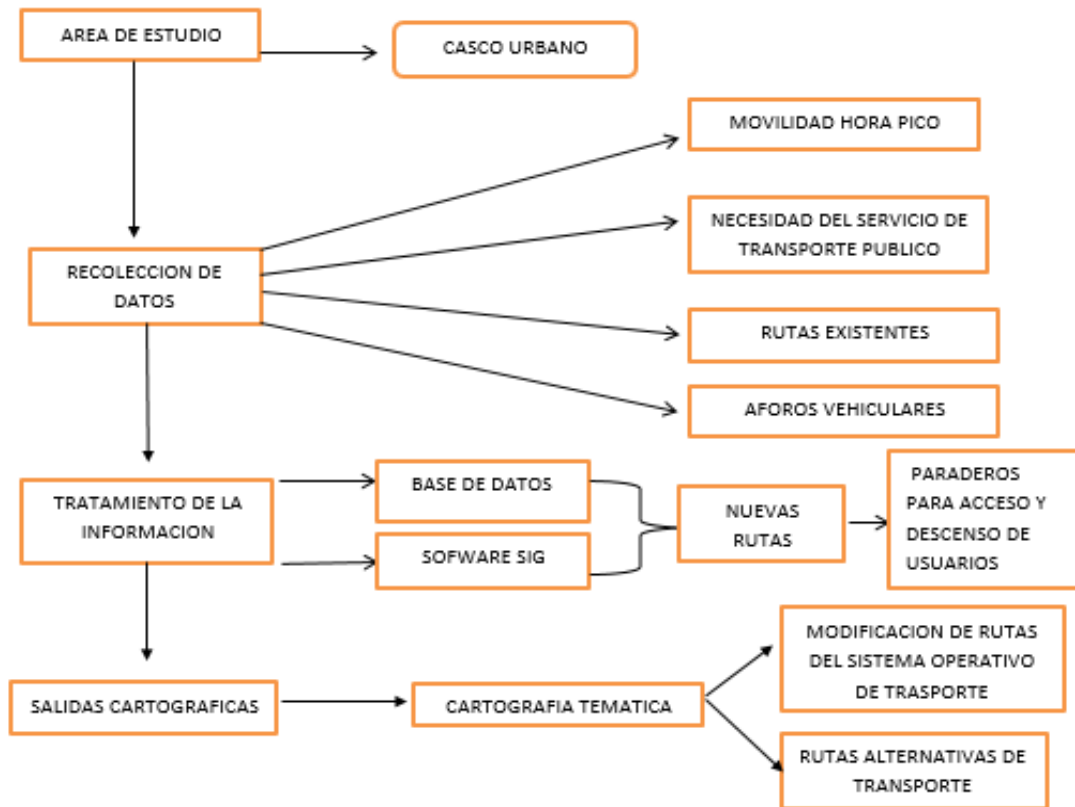 AREA DE ESTUDIO
CASCO URBANO
MOVILIDAD HORA PICO
NECESIDAD DEL SERVICIO DE
TRANSPORTE PUBLICO
RECOLECCION DE
DATOS
RUTAS EXISTENTES
AFOROS VEHICULARES
TRATAMIENTO DE LA
INFORMACION
BASE DE DATOS
SOFWARE SIG
NUEVAS
RUTAS
PARADEROS
PARA ACCESO Y
DESCENSO DE
USUARIOS
SALIDAS CARTOGRAFICAS
CARTOGRAFIA TEMATICA
MODIFICACION DE RUTAS
DEL SISTEMA OPERATIVO
DE TRASPORTE
RUTAS ALTERNATIVAS DE
TRANSPORTE